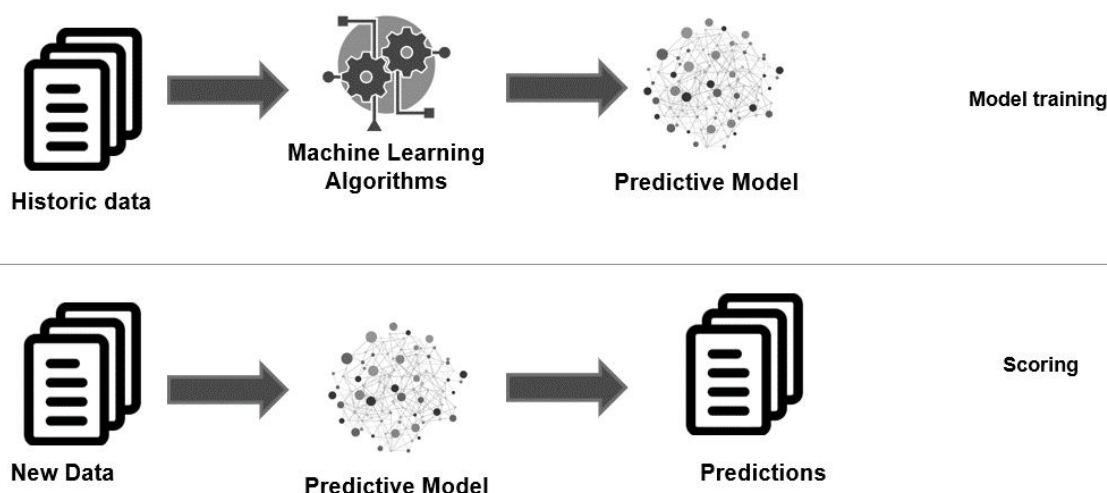 Model training
Machine Learning
Algorithms
Predictive Model
Historic data
Scoring
New Data
Predictive Model
Predictions